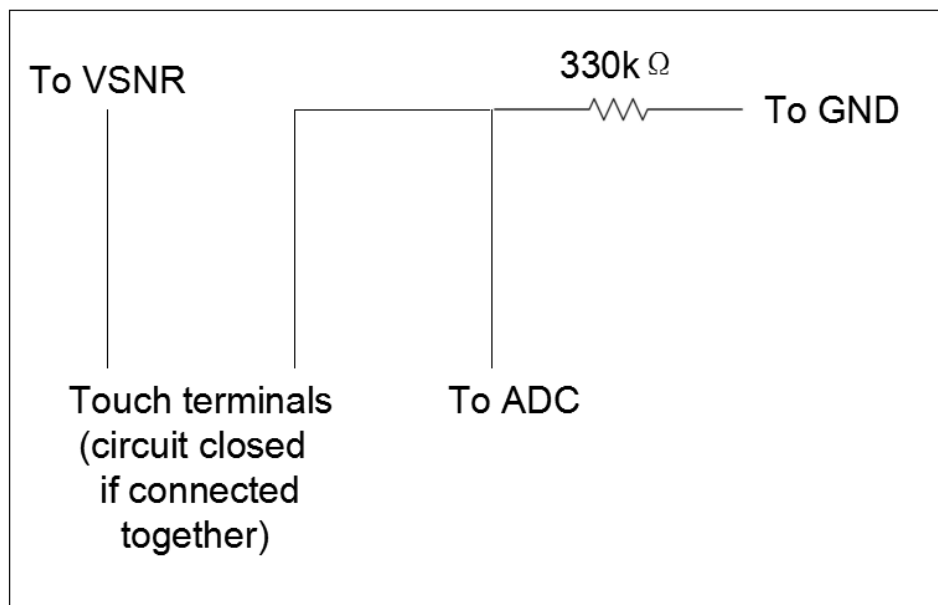 To VSNR
330k Ω
To GND
Touch terminals
(circuit closed
if connected
together)
To ADC